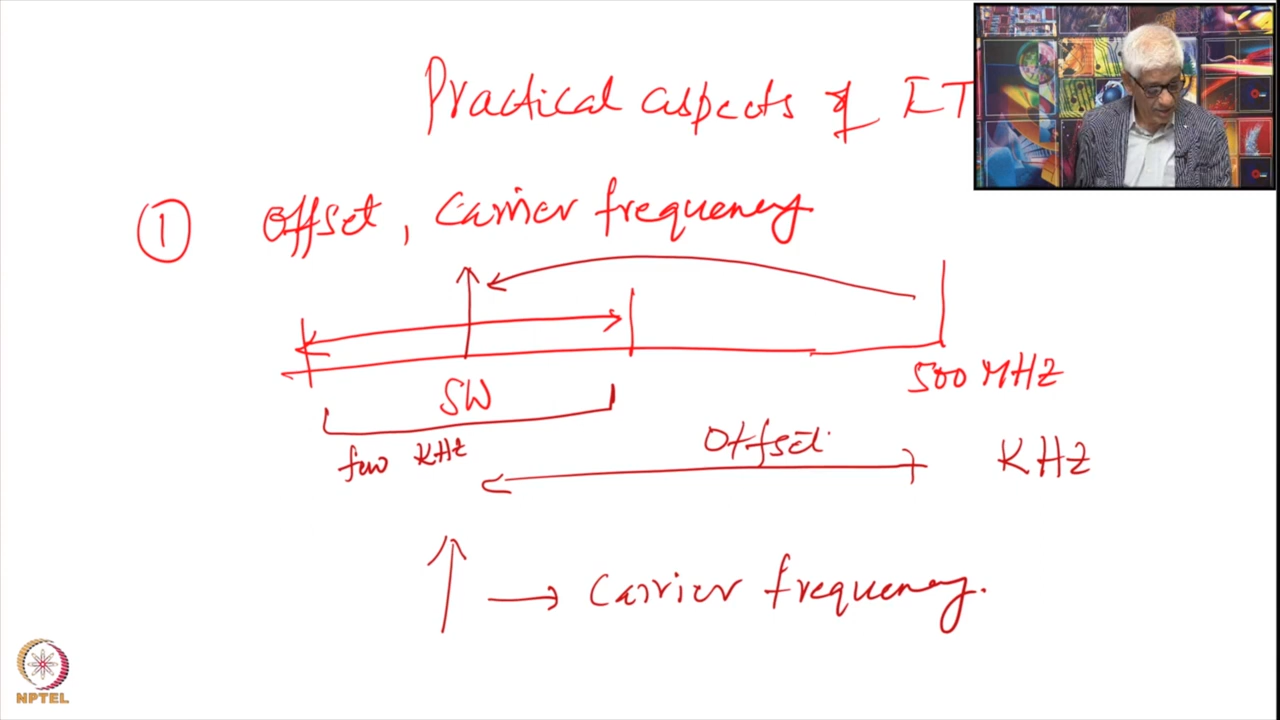 Practical aspects of FT
① Offset, Carrier frequency
500 MHZ
SW
few KHZ
Offset
KHZ
→ Carrier frequency.
NPTEL